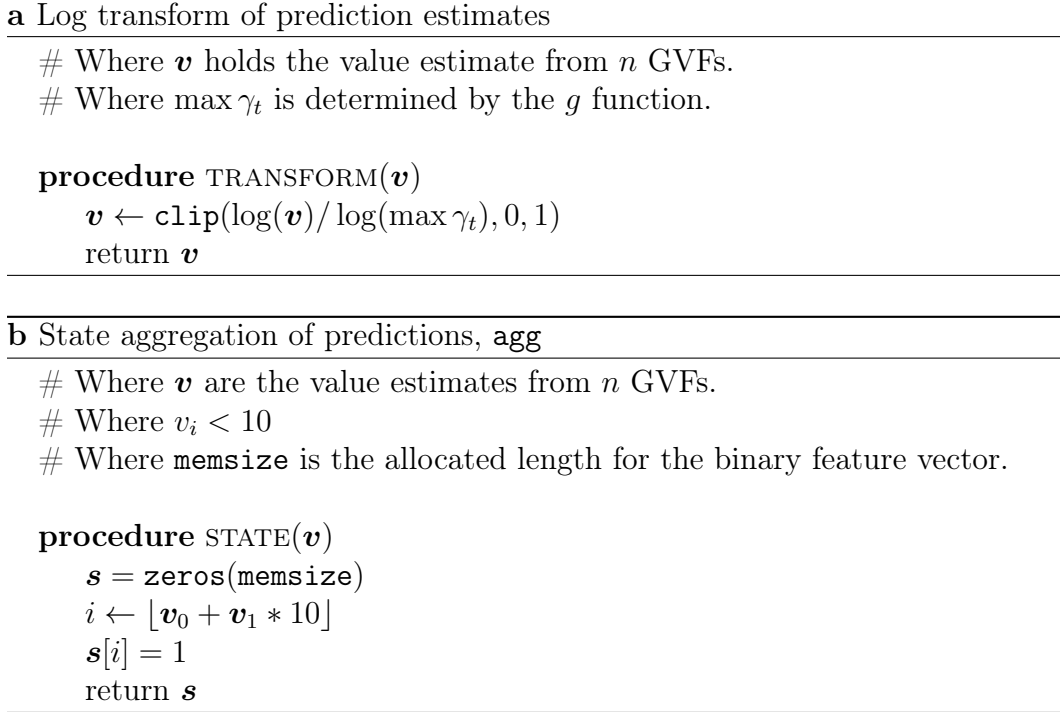 a Log transform of prediction estimates
# Where v holds the value estimate from n GVFs.
# Where max γₜ is determined by the g function.
procedure TRANSFORM(v)
v ← clip(log(v)/ log(max γₜ), 0, 1)
return v
b State aggregation of predictions, agg
# Where v are the value estimates from n GVFs.
# Where vᵢ < 10
# Where memsize is the allocated length for the binary feature vector.
procedure STATE(v)
s = zeros(memsize)
i ← ⌊v₀ + v₁ * 10⌋
s[i] = 1
return s